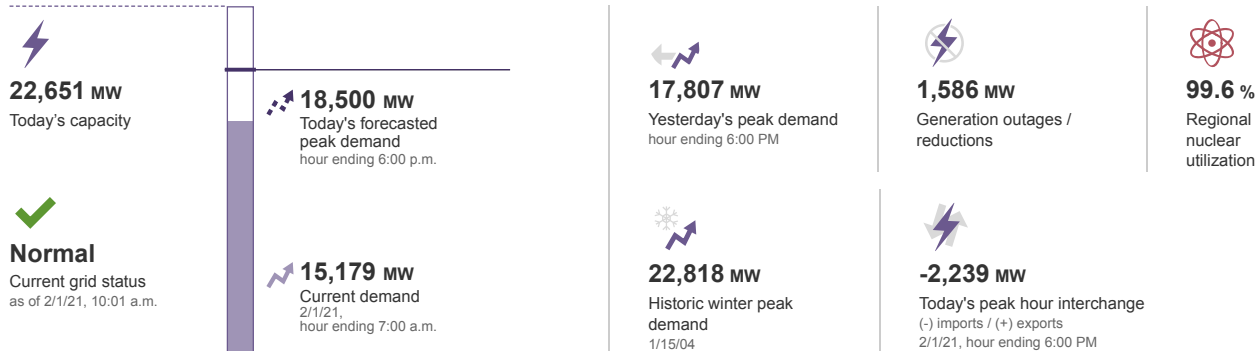 22,651 MW
Today's capacity
Normal
Current grid status
as of 2/1/21, 10:01 a.m.
18,500 MW
Today's forecasted
peak demand
hour ending 6:00 p.m.
15,179 MW
Current demand
2/1/21,
hour ending 7:00 a.m.
17,807 MW
Yesterday's peak demand
hour ending 6:00 PM
1,586 MW
Generation outages /
reductions
99.6 %
Regional
nuclear
utilization
22,818 MW
Historic winter peak
demand
1/15/04
-2,239 MW
Today's peak hour interchange
(-) imports / (+) exports
2/1/21, hour ending 6:00 PM